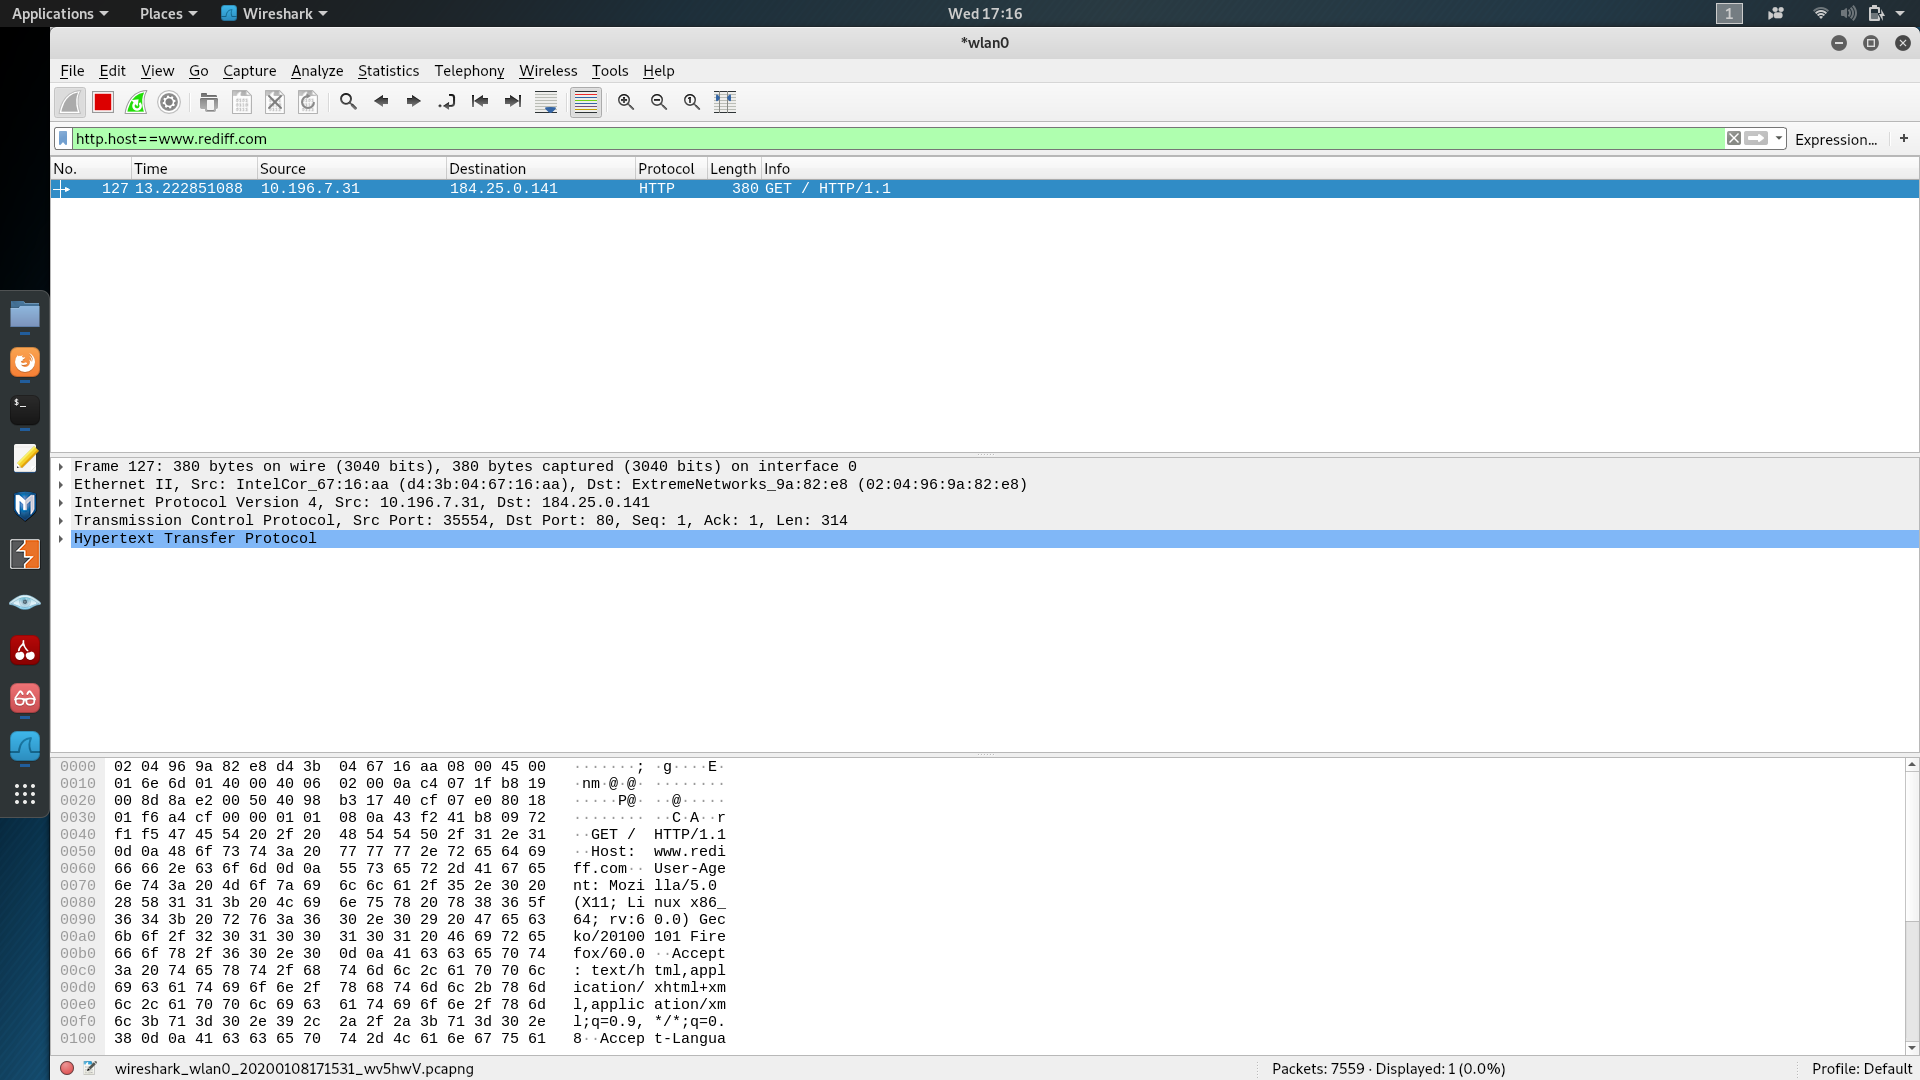 Applications Places Wireshark Wed 17:16 1
*wlan0
File Edit View Go Capture Analyze Statistics Telephony Wireless Tools Help
http.host==www.rediff.com Expression... +
No. Time Source Destination Protocol Length Info
127 13.222851088 10.196.7.31 184.25.0.141 HTTP 380 GET / HTTP/1.1
Frame 127: 380 bytes on wire (3040 bits), 380 bytes captured (3040 bits) on interface 0
Ethernet II, Src: IntelCor_67:16:aa (d4:3b:04:67:16:aa), Dst: ExtremeNetworks_9a:82:e8 (02:04:96:9a:82:e8)
Internet Protocol Version 4, Src: 10.196.7.31, Dst: 184.25.0.141
Transmission Control Protocol, Src Port: 35554, Dst Port: 80, Seq: 1, Ack: 1, Len: 314
Hypertext Transfer Protocol
0000 02 04 96 9a 82 e8 d4 3b 04 67 16 aa 08 00 45 00 ·······; ·g····E·
0010 01 6e 6d 01 40 00 40 06 02 00 0a c4 07 1f b8 19 ·nm·@·@· ········
0020 00 8d 8a e2 00 50 40 98 b3 17 40 cf 07 e0 80 18 ·····P@· ··@·····
0030 01 f6 a4 cf 00 00 01 01 08 0a 43 f2 41 b8 09 72 ········ ··C·A··r
0040 f1 f5 47 45 54 20 2f 20 48 54 54 50 2f 31 2e 31 ··GET / HTTP/1.1
0050 0d 0a 48 6f 73 74 3a 20 77 77 77 2e 72 65 64 69 ··Host: www.redi
0060 66 66 2e 63 6f 6d 0d 0a 55 73 65 72 2d 41 67 65 ff.com·· User-Age
0070 6e 74 3a 20 4d 6f 7a 69 6c 6c 61 2f 35 2e 30 20 nt: Mozi lla/5.0
0080 28 58 31 31 3b 20 4c 69 6e 75 78 20 78 38 36 5f (X11; Li nux x86_
0090 36 34 3b 20 72 76 3a 36 30 2e 30 29 20 47 65 63 64; rv:6 0.0) Gec
00a0 6b 6f 2f 32 30 31 30 30 31 30 31 20 46 69 72 65 ko/20100 101 Fire
00b0 66 6f 78 2f 36 30 2e 30 0d 0a 41 63 63 65 70 74 fox/60.0 ··Accept
00c0 3a 20 74 65 78 74 2f 68 74 6d 6c 2c 61 70 70 6c : text/h tml,appl
00d0 69 63 61 74 69 6f 6e 2f 78 68 74 6d 6c 2b 78 6d ication/ xhtml+xm
00e0 6c 2c 61 70 70 6c 69 63 61 74 69 6f 6e 2f 78 6d l,applic ation/xm
00f0 6c 3b 71 3d 30 2e 39 2c 2a 2f 2a 3b 71 3d 30 2e l;q=0.9, */*;q=0.
0100 38 0d 0a 41 63 63 65 70 74 2d 4c 61 6e 67 75 61 8··Accep t-Langua
wireshark_wlan0_20200108171531_wv5hwV.pcapng Packets: 7559 · Displayed: 1 (0.0%) Profile: Default